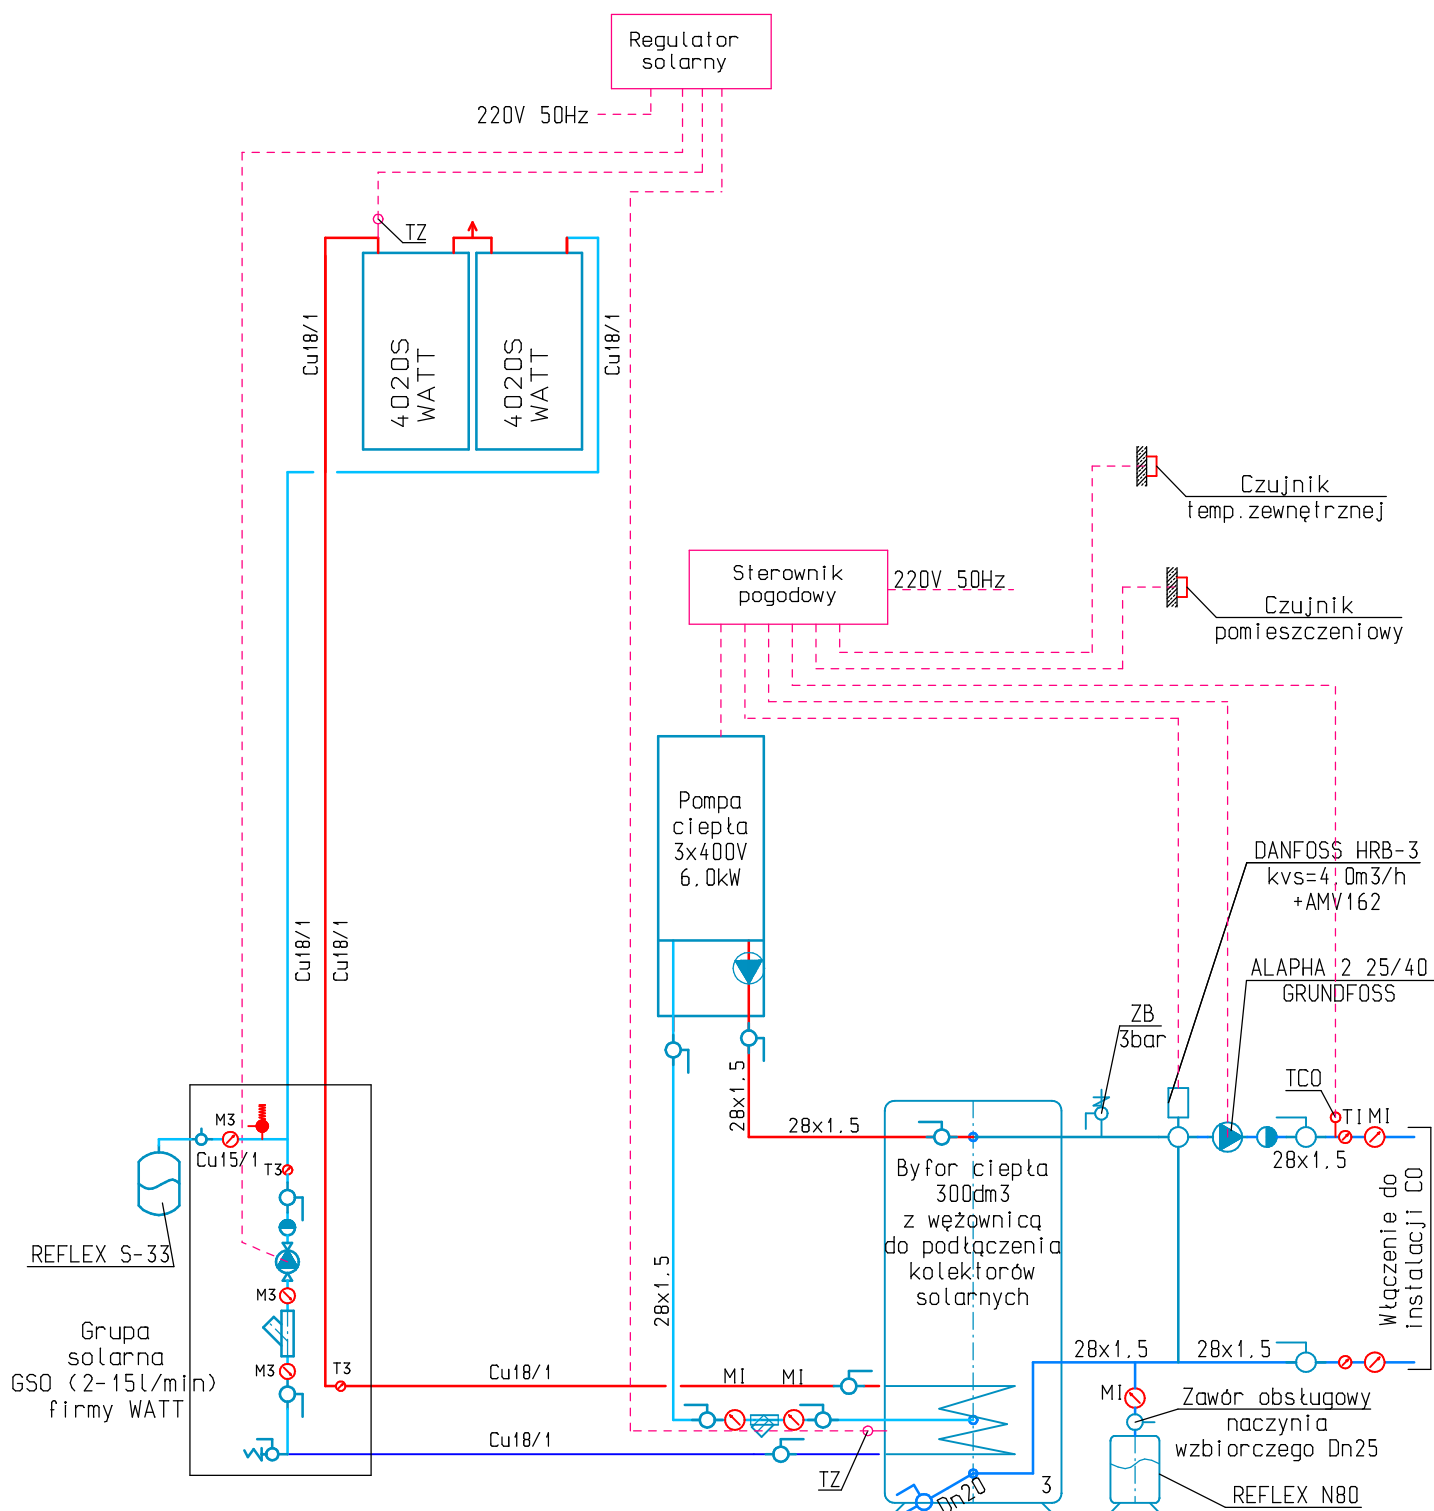 Regulator
solarny
220V 50Hz
TZ
Cu18/1
4020S
WATT
4020S
WATT
Cu18/1
Czujnik
temp.zewnętrznej
Sterownik
pogodowy
220V 50Hz
Czujnik
pomieszczeniowy
Pompa
ciepła
3x400V
6,0kW
DANFOSS HRB-3
kvs=4,0m3/h
+AMV162
Cu18/1
Cu18/1
ALAPHA 2 25/40
GRUNDFOSS
ZB
3bar
28x1,5
28x1,5
TCO
TI
MI
28x1,5
M3
Cu15/1
T3
REFLEX S-33
M3
M3
Grupa
solarna
GSO (2-15l/min)
firmy WATT
T3
Cu18/1
Cu18/1
28x1,5
MI
MI
Byfor ciepła
300dm3
z wężownicą
do podłączenia
kolektorów
solarnych
Włączenie do
instalacji CO
28x1,5
28x1,5
MI
Zawór obsługowy
naczynia
wzbiorczego Dn25
TZ
Dn20
3
REFLEX N80